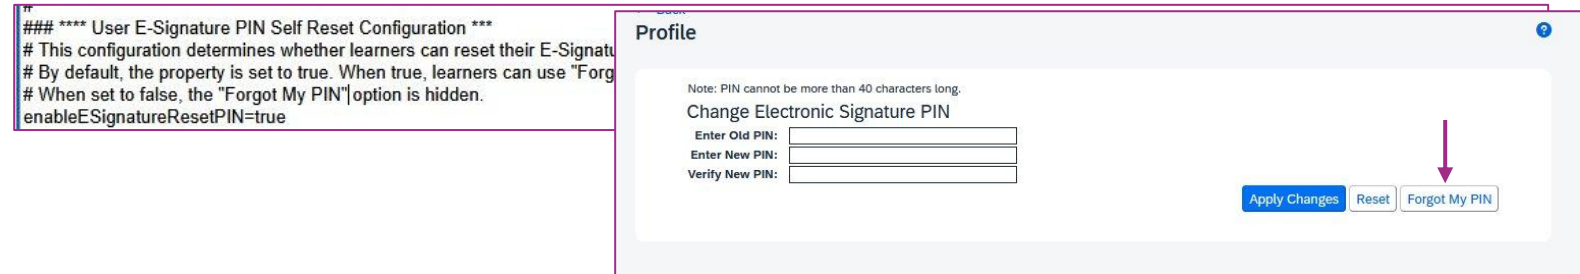 #
### **** User E-Signature PIN Self Reset Configuration ***
# This configuration determines whether learners can reset their E-Signatu
# By default, the property is set to true. When true, learners can use "Forg
# When set to false, the "Forgot My PIN" option is hidden.
enableESignatureResetPIN=true
Back
Profile
?
Note: PIN cannot be more than 40 characters long.
Change Electronic Signature PIN
Enter Old PIN:
Enter New PIN:
Verify New PIN:
Apply Changes Reset Forgot My PIN